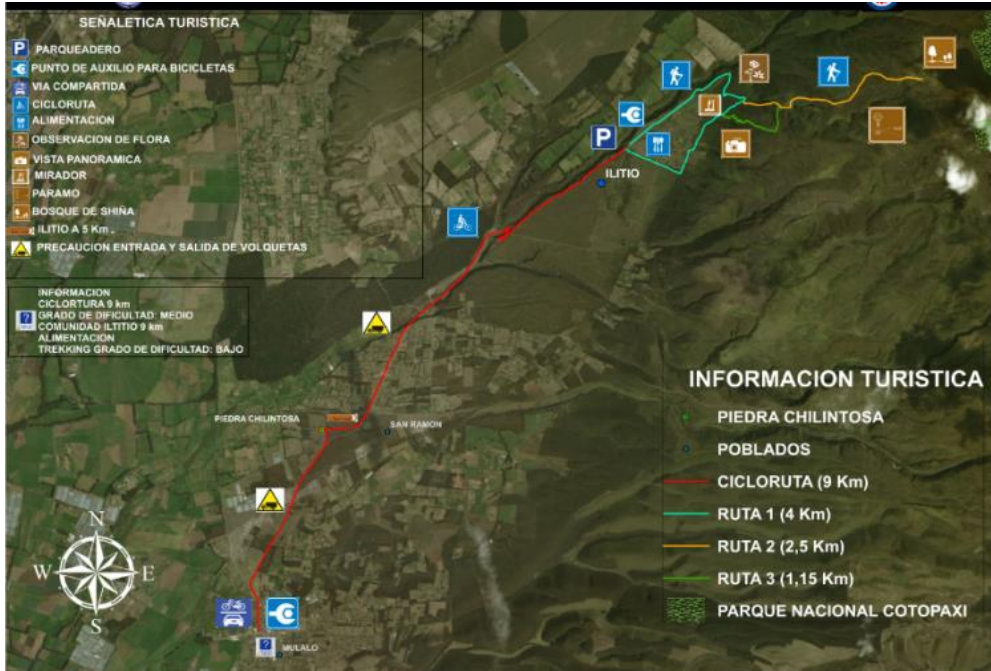 SEÑALETICA TURISTICA
P PARQUEADERO
PUNTO DE AUXILIO PARA BICICLETAS
VIA COMPARTIDA
CICLORUTA
ALIMENTACION
OBSERVACION DE FLORA
VISTA PANORAMICA
MIRADOR
PARAMO
BOSQUE DE SHIÑA
ILITIO A 5 Km .
PRECAUCION ENTRADA Y SALIDA DE VOLQUETAS
INFORMACION
CICLORTURA 9 km
GRADO DE DIFICULTAD: MEDIO
COMUNIDAD ILTITIO 9 km
ALIMENTACION
TREKKING GRADO DE DIFICULTAD: BAJO
P
ILITIO
PIEDRA CHILINTOSA
SAN RAMON
MULALO
N
W
E
S
INFORMACION TURISTICA
PIEDRA CHILINTOSA
POBLADOS
CICLORUTA (9 Km)
RUTA 1 (4 Km)
RUTA 2 (2,5 Km)
RUTA 3 (1,15 Km)
PARQUE NACIONAL COTOPAXI